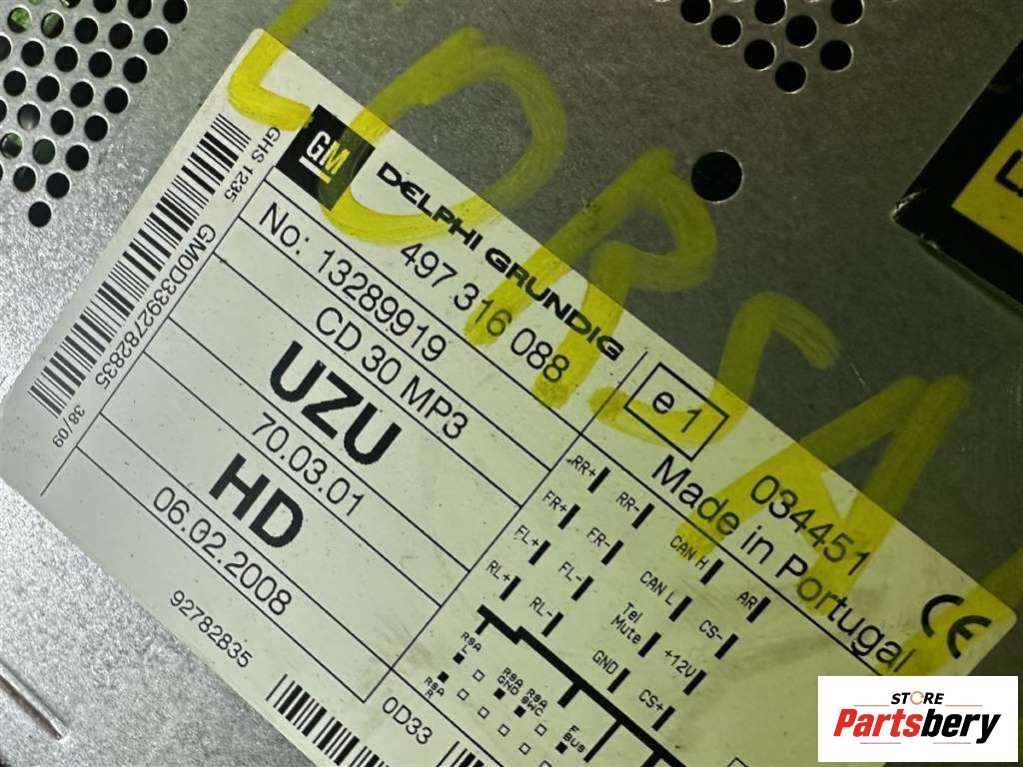 CORSA
GM
DELPHI GRUNDIG
497 316 088
No: 13289919
CD 30 MP3
UZU
70.03.01
HD
06.02.2008
92782835
0D33
GHS 1235
GM0D3392782835
38/09
e 1
034451
Made in Portugal
CE
RR+ RR- CAN H AR
FR+ FR- CAN L CS-
FL+ FL- Tel. Mute +12V
RL+ RL- GND CS+
RSA L
RSA R
RSA GND
RSA SWC
E BUS
STORE
Partsbery